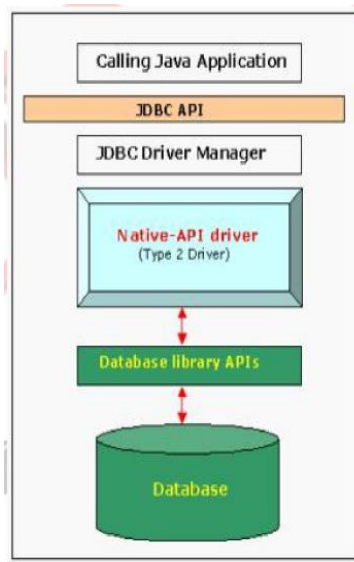 Calling Java Application
JDBC API
JDBC Driver Manager
Native-API driver
(Type 2 Driver)
Database library APIs
Database